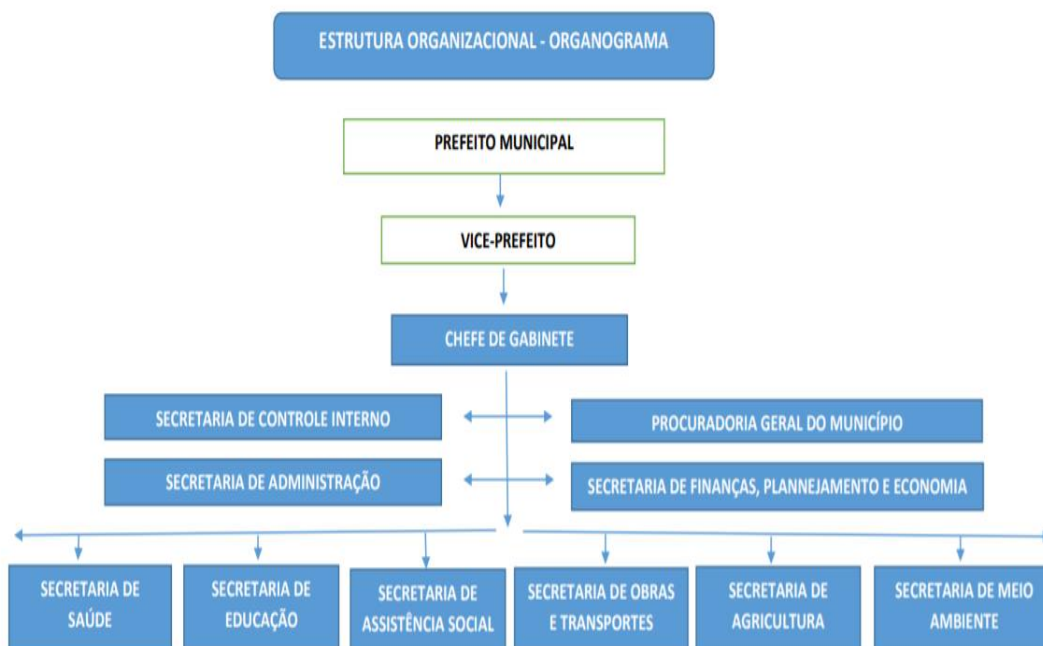 ESTRUTURA ORGANIZACIONAL - ORGANOGRAMA
PREFEITO MUNICIPAL
VICE-PREFEITO
CHEFE DE GABINETE
SECRETARIA DE CONTROLE INTERNO
PROCURADORIA GERAL DO MUNICÍPIO
SECRETARIA DE ADMINISTRAÇÃO
SECRETARIA DE FINANÇAS, PLANNEJAMENTO E ECONOMIA
SECRETARIA DE
SAÚDE
SECRETARIA DE
EDUCAÇÃO
SECRETARIA DE
ASSISTÊNCIA SOCIAL
SECRETARIA DE OBRAS
E TRANSPORTES
SECRETARIA DE
AGRICULTURA
SECRETARIA DE MEIO
AMBIENTE